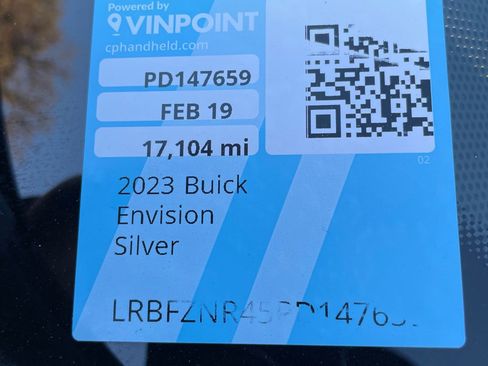 Powered by
VINPOINT
cphandheld.com
PD147659
FEB 19
17,104 mi
02
2023 Buick
Envision
Silver